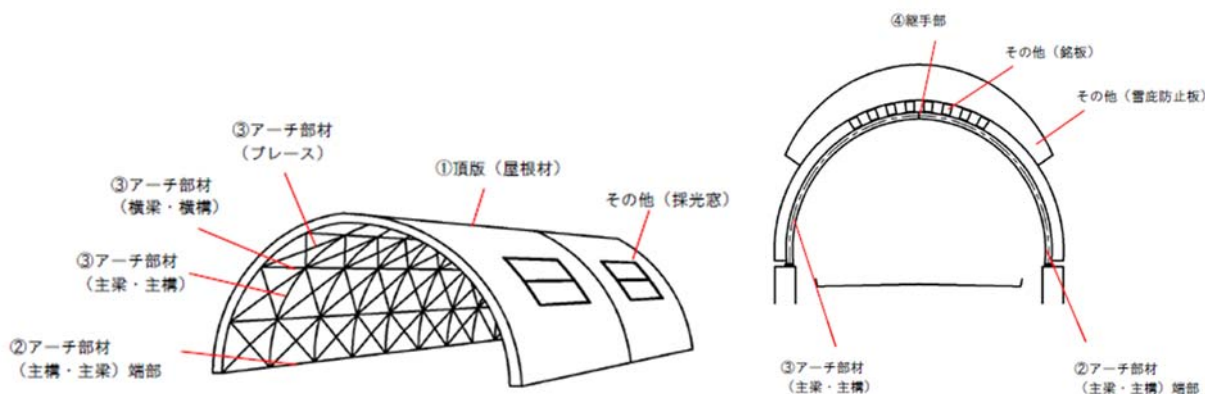 ③アーチ部材
(ブレース)
③アーチ部材
(横梁・横構)
③アーチ部材
(主梁・主構)
②アーチ部材
(主構・主梁)端部
①頂版(屋根材)
その他(採光窓)
④継手部
その他(銘板)
その他(雪庇防止板)
③アーチ部材
(主梁・主構)
②アーチ部材
(主梁・主構)端部